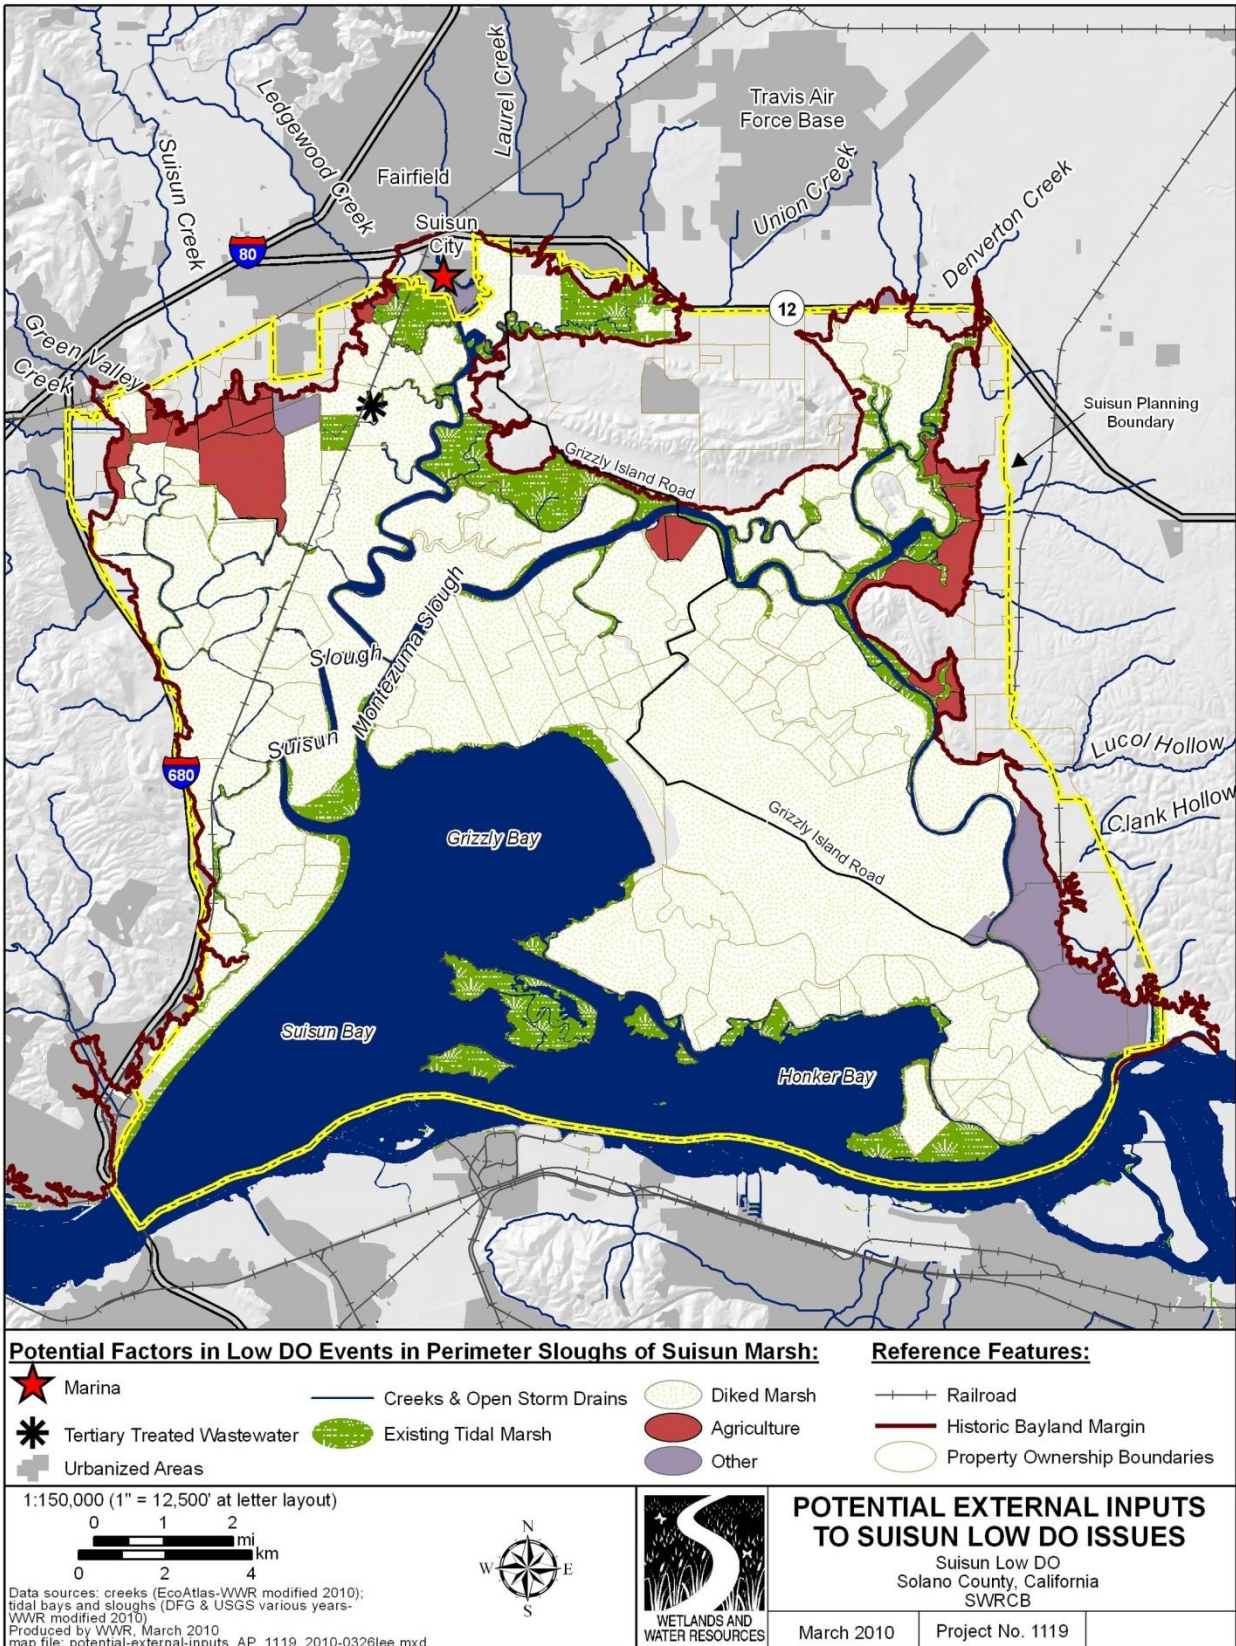 Suisun Creek
Ledgewood Creek
Laurel Creek
Travis Air
Force Base
Fairfield
Union Creek
Suisun
City
Denverton Creek
80
12
Green Valley
Creek
Suisun Planning
Boundary
Grizzly Island Road
Suisun Slough
Montezuma Slough
680
Lucol Hollow
Clank Hollow
Grizzly Bay
Grizzly Island Road
Suisun Bay
Honker Bay
Potential Factors in Low DO Events in Perimeter Sloughs of Suisun Marsh:
Marina
Tertiary Treated Wastewater
Urbanized Areas
Creeks & Open Storm Drains
Existing Tidal Marsh
Diked Marsh
Agriculture
Other
Reference Features:
Railroad
Historic Bayland Margin
Property Ownership Boundaries
1:150,000 (1" = 12,500' at letter layout)
0 1 2
mi
km
0 2 4
Data sources: creeks (EcoAtlas-WWR modified 2010);
tidal bays and sloughs (DFG & USGS various years-
WWR modified 2010)
Produced by WWR, March 2010
map file: potential-external-inputs_AP_1119_2010-0326lee.mxd
N
W E
S
WETLANDS AND
WATER RESOURCES
POTENTIAL EXTERNAL INPUTS
TO SUISUN LOW DO ISSUES
Suisun Low DO
Solano County, California
SWRCB
March 2010
Project No. 1119